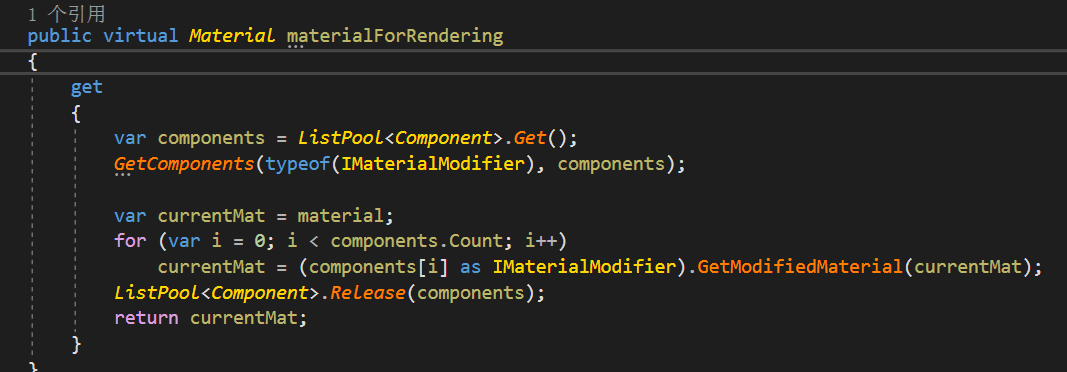 1 个引用
public virtual Material materialForRendering
{
get
{
var components = ListPool<Component>.Get();
GetComponents(typeof(IMaterialModifier), components);
var currentMat = material;
for (var i = 0; i < components.Count; i++)
currentMat = (components[i] as IMaterialModifier).GetModifiedMaterial(currentMat);
ListPool<Component>.Release(components);
return currentMat;
}
}